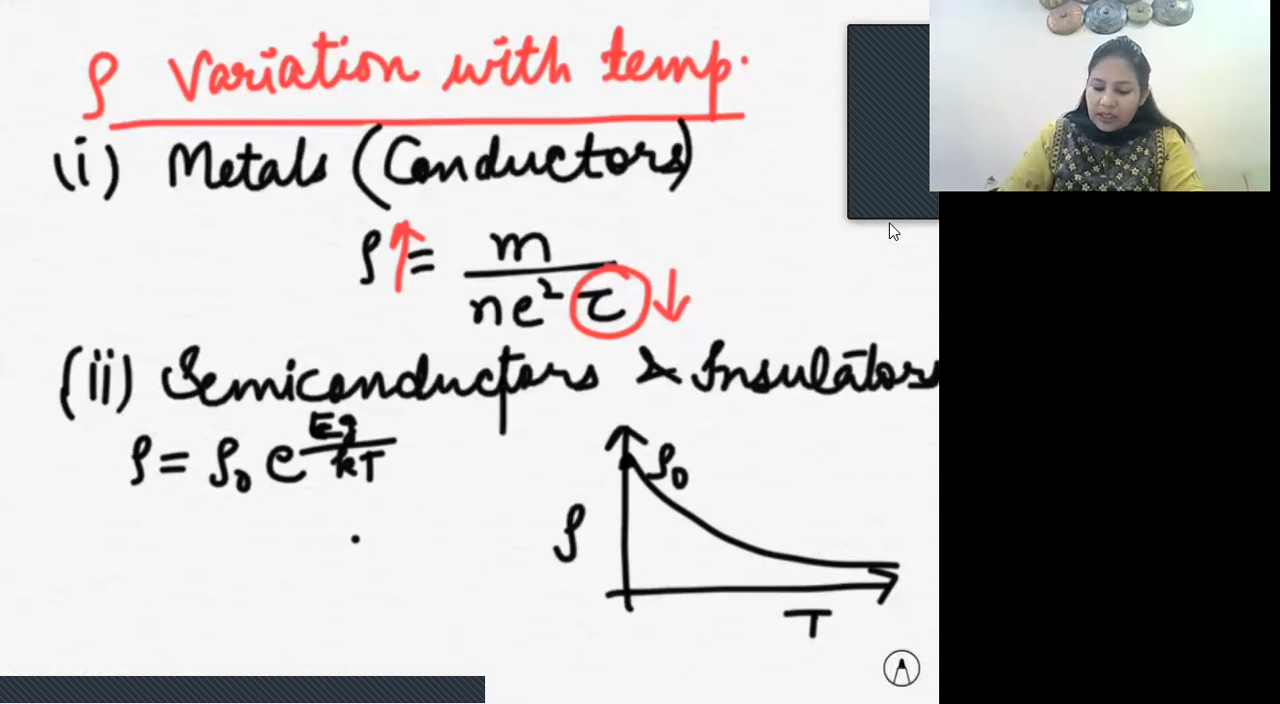 ρ Variation with temp.
(i) Metals (Conductors)
ρ↑ = m / ne²τ ↓
(ii) Semiconductors & Insulators
ρ = ρ₀ e^(Eg/kT)
ρ₀
ρ
T